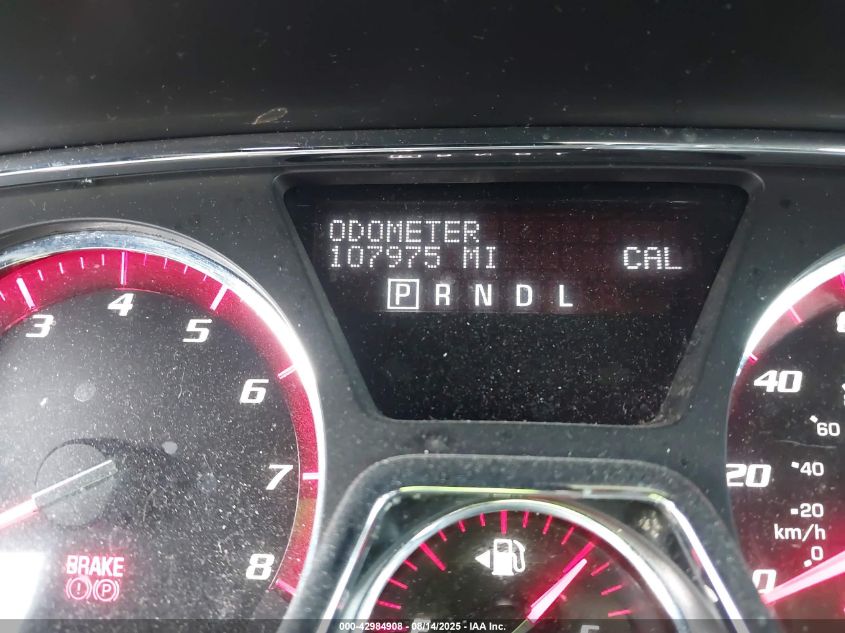 ODOMETER
107975 MI CAL
P R N D L
3 4 5 6 7 8
BRAKE
(!) (P)
40
20
0
60
40
20
km/h
0
000-42984908 - 08/14/2025 - IAA Inc.